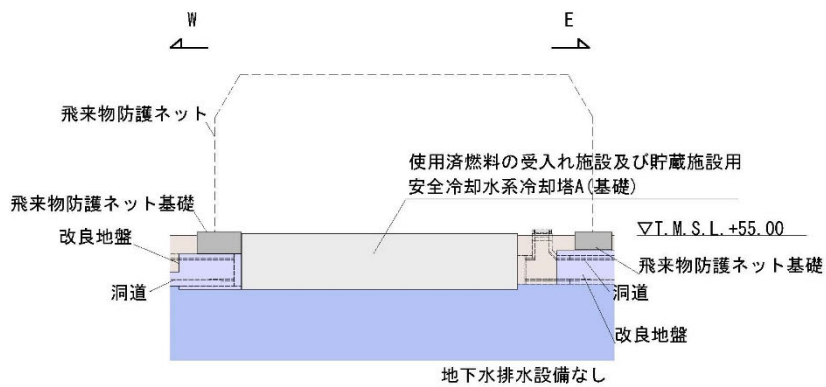 W
E
飛来物防護ネット
使用済燃料の受入れ施設及び貯蔵施設用
安全冷却水系冷却塔A(基礎)
飛来物防護ネット基礎
▽T.M.S.L.+55.00
改良地盤
飛来物防護ネット基礎
洞道
洞道
改良地盤
地下水排水設備なし